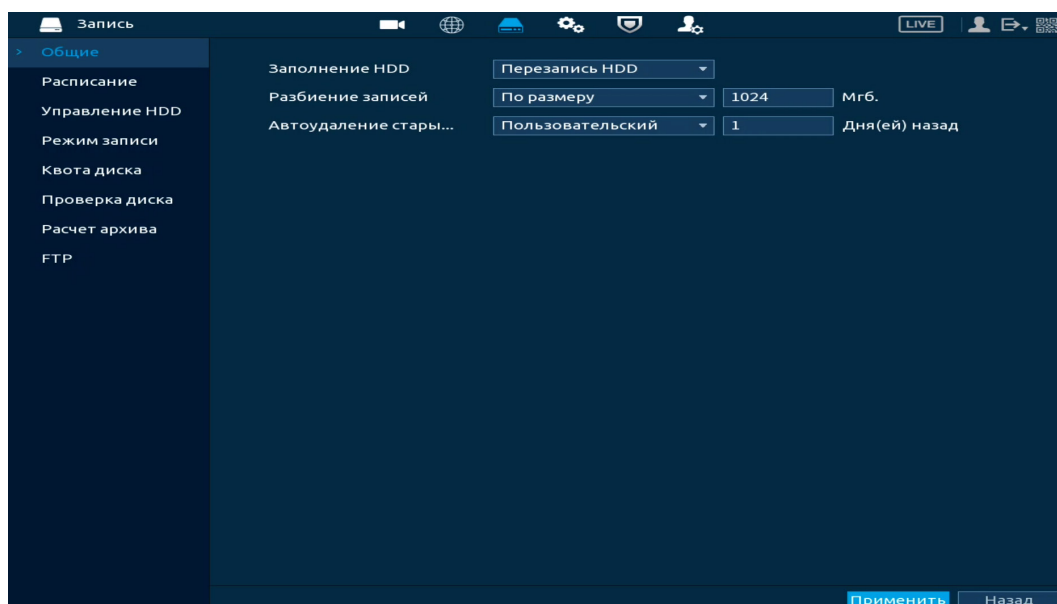 Запись
LIVE
> Общие
Расписание
Управление HDD
Режим записи
Квота диска
Проверка диска
Расчет архива
FTP
Заполнение HDD Перезапись HDD
Разбиение записей По размеру 1024 Мгб.
Автоудаление стары... Пользовательский 1 Дня(ей) назад
Применить Назад